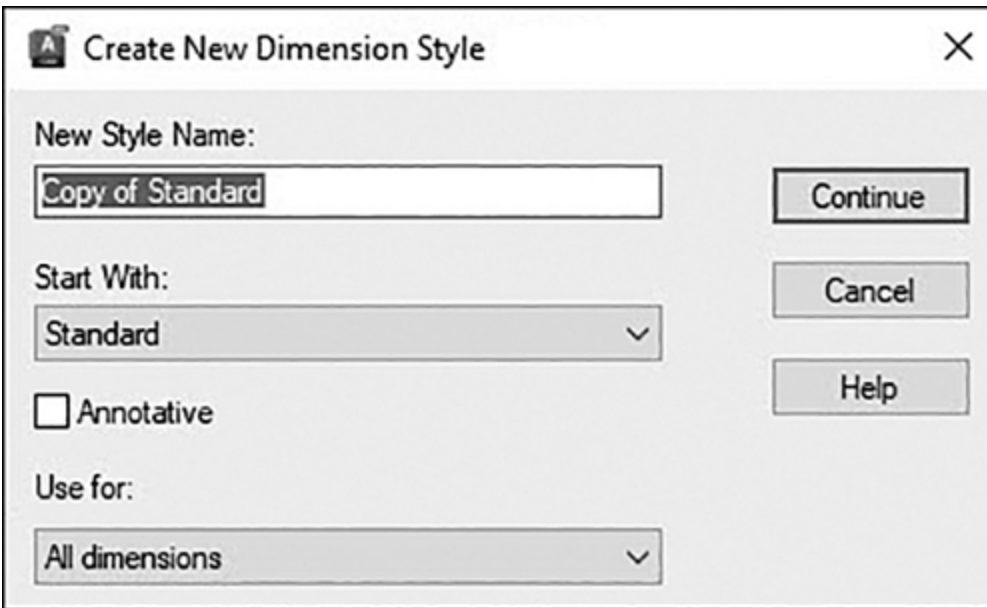 Create New Dimension Style
New Style Name:
Copy of Standard
Continue
Start With:
Cancel
Standard
Help
Annotative
Use for:
All dimensions